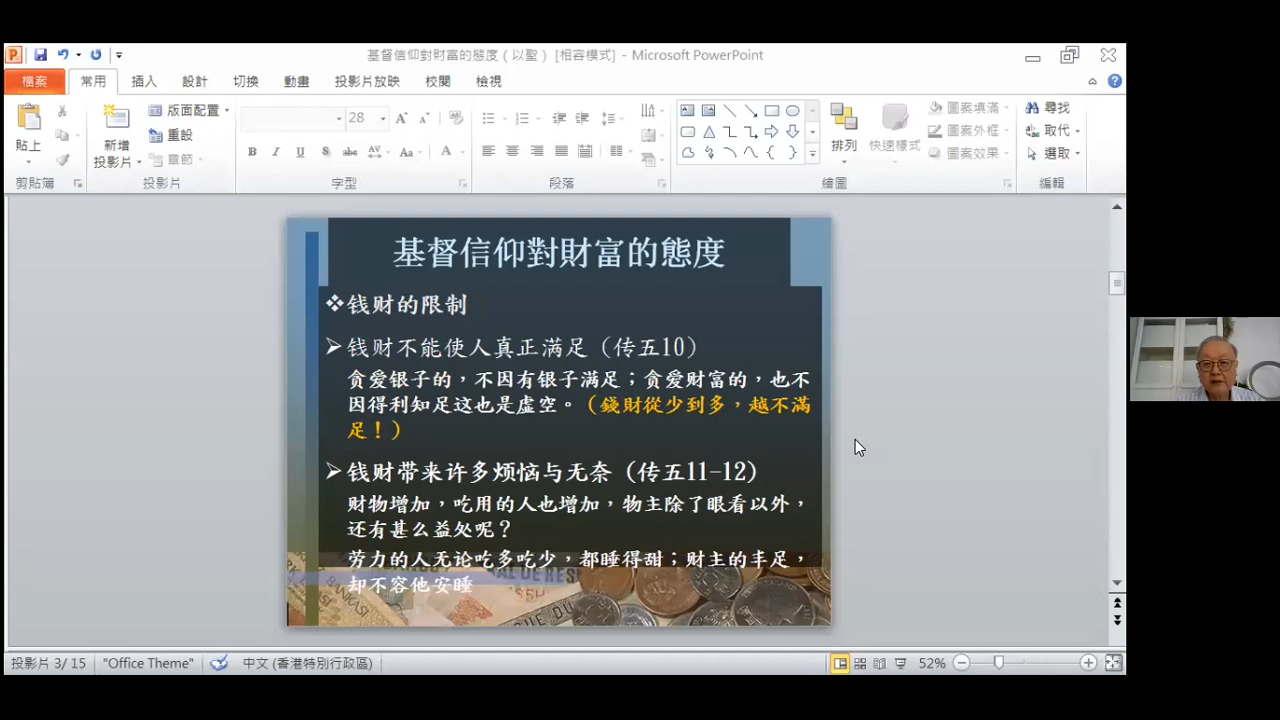 基督信仰對財富的態度（以聖） [相容模式] - Microsoft PowerPoint
檔案 常用 插入 設計 切換 動畫 投影片放映 校閱 檢視
貼上
剪貼簿
新增
投影片
版面配置
重設
章節
投影片
28
B I U S abc AV Aa A
字型
段落
排列
快速樣式
圖案填滿
圖案外框
圖案效果
繪圖
尋找
取代
選取
編輯
基督信仰對財富的態度
钱财的限制
钱财不能使人真正满足（传五10）
貪爱银子的，不因有银子满足；貪爱财富的，也不
因得利知足这也是虚空。（錢財從少到多，越不滿
足！）
钱财带来许多烦恼与无奈（传五11-12）
财物增加，吃用的人也增加，物主除了眼看以外，
还有甚么益处呢？
劳力的人无论吃多吃少，都睡得甜；财主的丰足，
却不容他安睡
投影片 3/ 15 "Office Theme" 中文 (香港特別行政區) 52%